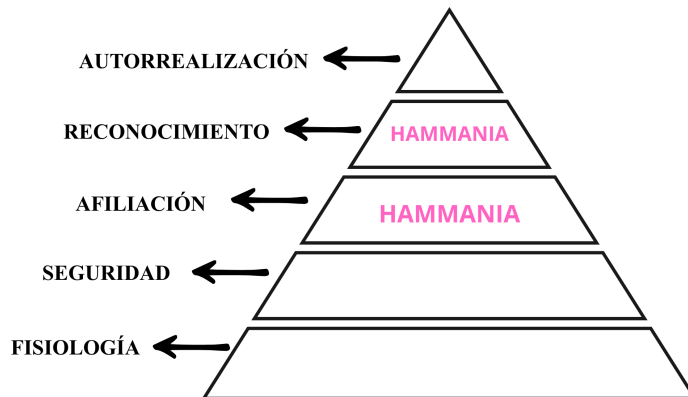 AUTORREALIZACIÓN
RECONOCIMIENTO
HAMMANIA
AFILIACIÓN
HAMMANIA
SEGURIDAD
FISIOLOGÍA